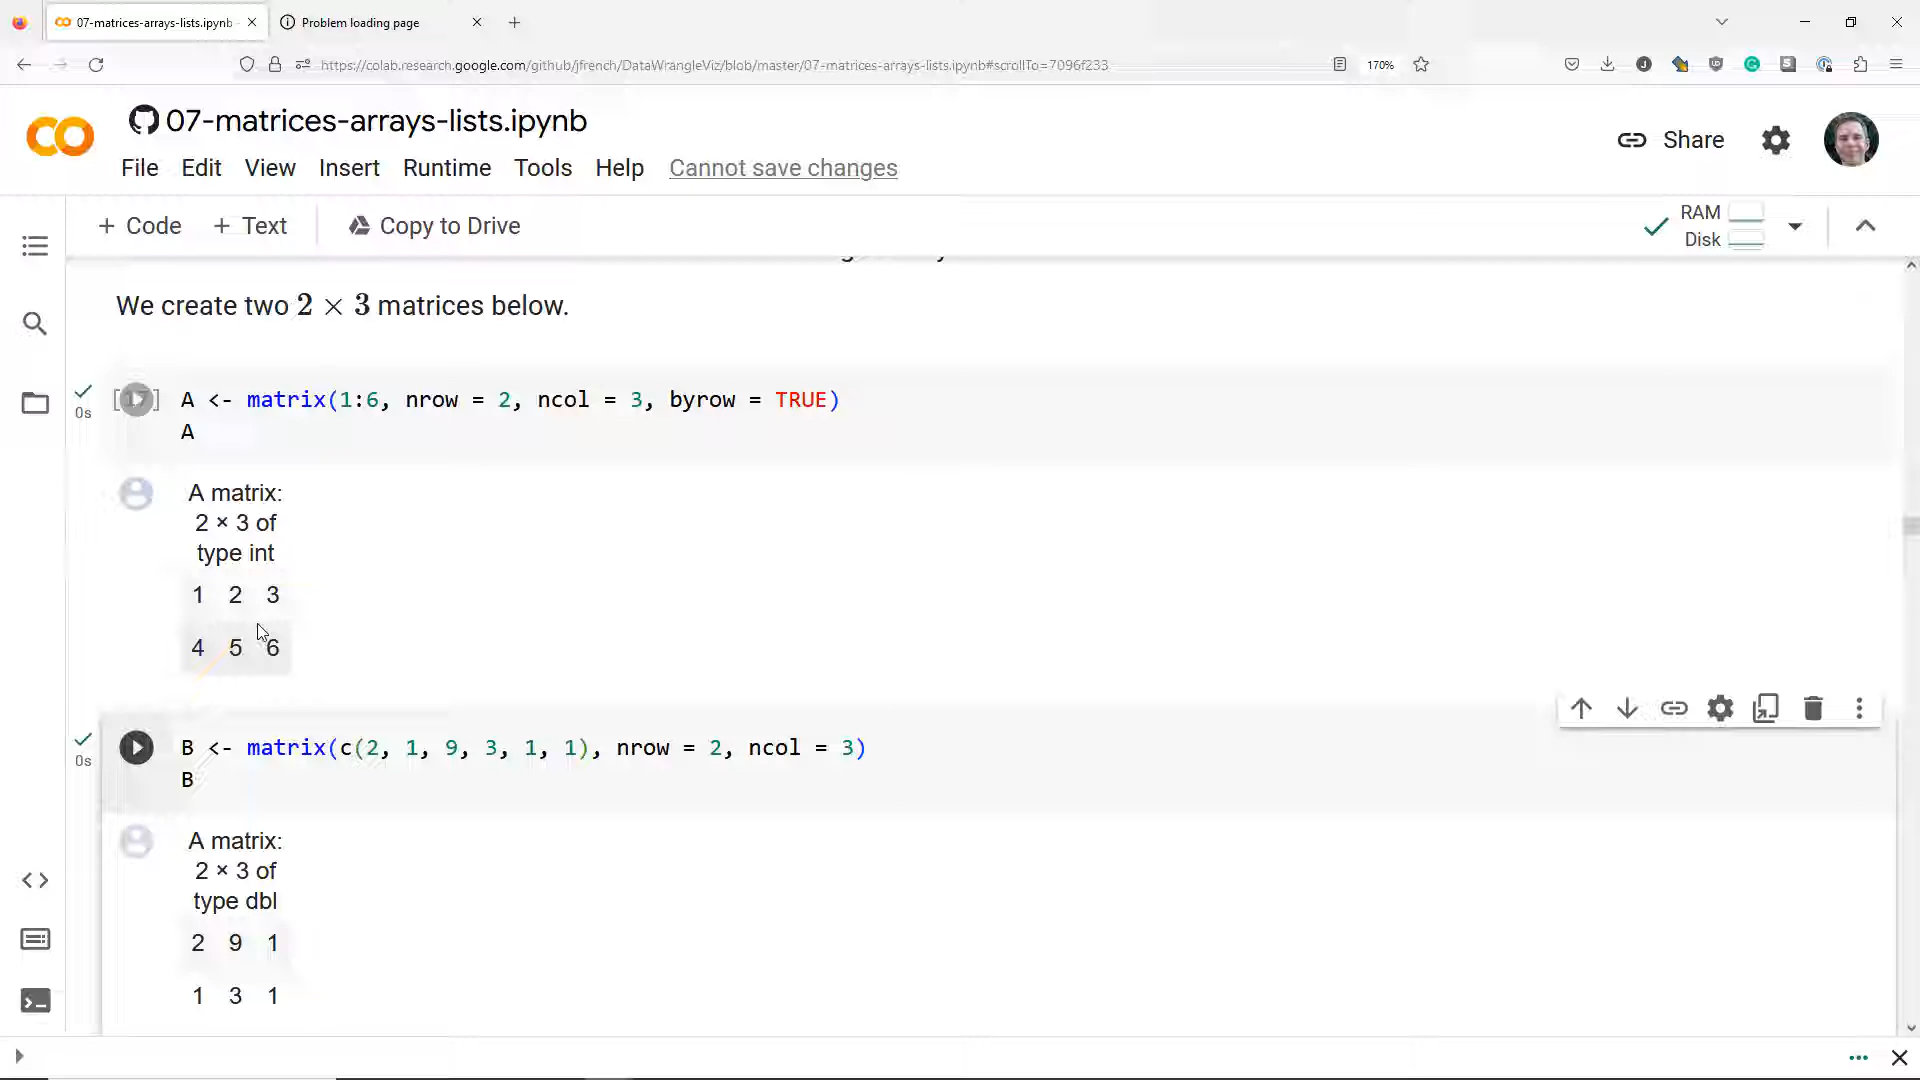 07-matrices-arrays-lists.ipynb
Problem loading page
https://colab.research.google.com/github/jfrench/DataWrangleViz/blob/master/07-matrices-arrays-lists.ipynb#scrollTo=7096f233
170%
07-matrices-arrays-lists.ipynb
File Edit View Insert Runtime Tools Help Cannot save changes
Share
+ Code + Text Copy to Drive
RAM
Disk
We create two 2 × 3 matrices below.
[17] A <- matrix(1:6, nrow = 2, ncol = 3, byrow = TRUE)
0s
A
A matrix:
2 × 3 of
type int
1 2 3
4 5 6
B <- matrix(c(2, 1, 9, 3, 1, 1), nrow = 2, ncol = 3)
0s
B
A matrix:
2 × 3 of
type dbl
2 9 1
1 3 1